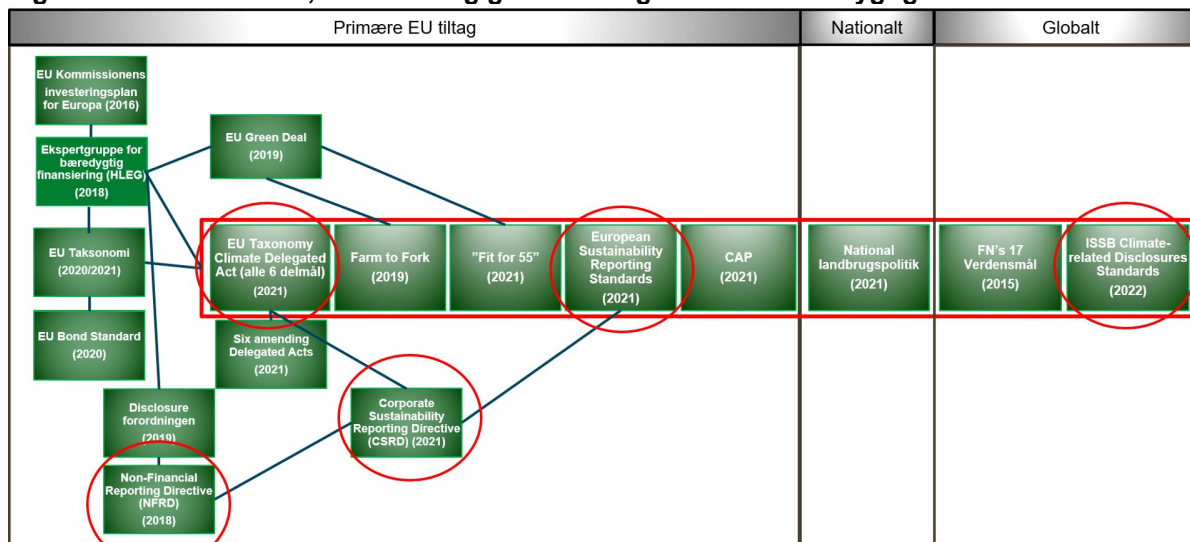 Primære EU tiltag
Nationalt
Globalt
EU Kommissionens
investeringsplan
for Europa (2016)
Ekspertgruppe for
bæredygtig
finansiering (HLEG)
(2018)
EU Green Deal
(2019)
EU Taksonomi
(2020/2021)
EU Taxonomy
Climate Delegated
Act (alle 6 delmål)
(2021)
Farm to Fork
(2019)
”Fit for 55”
(2021)
European
Sustainability
Reporting
Standards
(2021)
CAP
(2021)
National
landbrugspolitik
(2021)
FN’s 17
Verdensmål
(2015)
ISSB Climate-
related Disclosures
Standards
(2022)
EU Bond Standard
(2020)
Six amending
Delegated Acts
(2021)
Disclosure
forordningen
(2019)
Corporate
Sustainability
Reporting Directive
(CSRD) (2021)
Non-Financial
Reporting Directive
(NFRD)
(2018)